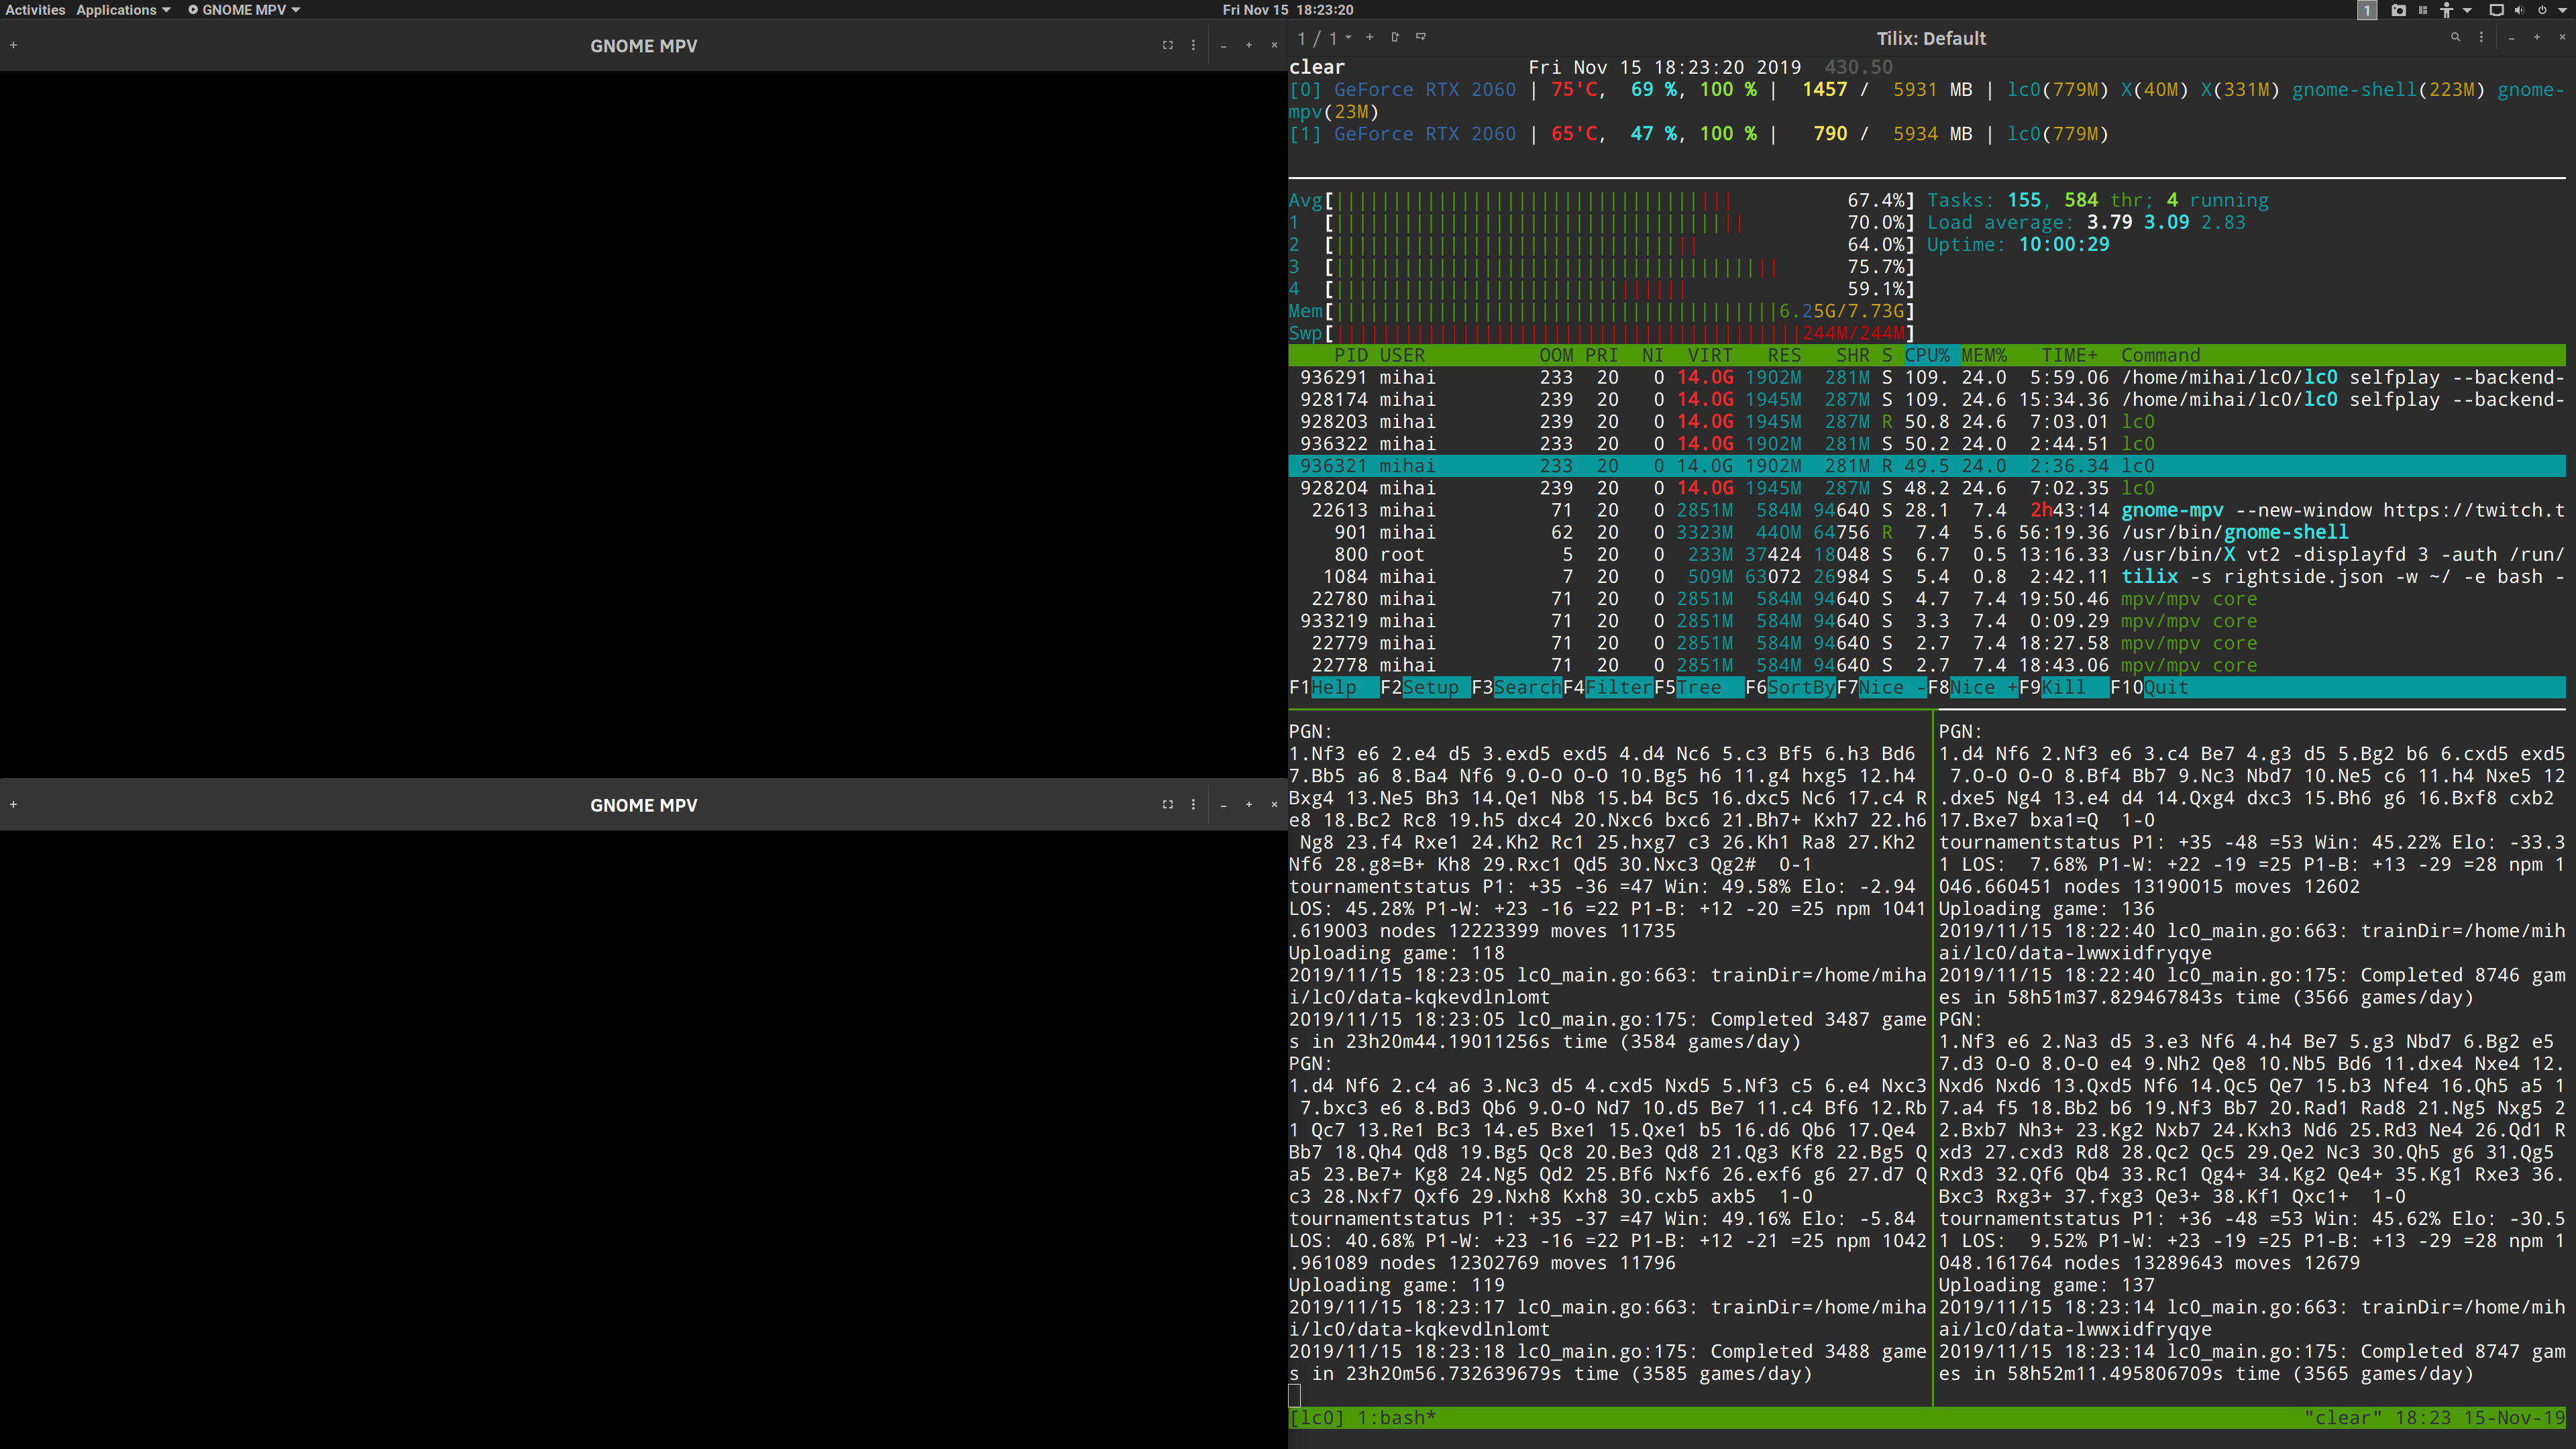 Activities Applications GNOME MPV Fri Nov 15 18:23:20 1
GNOME MPV
GNOME MPV
1 / 1 Tilix: Default
clear Fri Nov 15 18:23:20 2019 430.50
[0] GeForce RTX 2060 | 75'C, 69 %, 100 % | 1457 / 5931 MB | lc0(779M) X(40M) X(331M) gnome-shell(223M) gnome-
mpv(23M)
[1] GeForce RTX 2060 | 65'C, 47 %, 100 % | 790 / 5934 MB | lc0(779M)
Avg[ 67.4%] Tasks: 155, 584 thr; 4 running
1 [ 70.0%] Load average: 3.79 3.09 2.83
2 [ 64.0%] Uptime: 10:00:29
3 [ 75.7%]
4 [ 59.1%]
Mem[ 6.25G/7.73G]
Swp[ 244M/244M]
PID USER OOM PRI NI VIRT RES SHR S CPU% MEM% TIME+ Command
936291 mihai 233 20 0 14.0G 1902M 281M S 109. 24.0 5:59.06 /home/mihai/lc0/lc0 selfplay --backend-
928174 mihai 239 20 0 14.0G 1945M 287M S 109. 24.6 15:34.36 /home/mihai/lc0/lc0 selfplay --backend-
928203 mihai 239 20 0 14.0G 1945M 287M R 50.8 24.6 7:03.01 lc0
936322 mihai 233 20 0 14.0G 1902M 281M S 50.2 24.0 2:44.51 lc0
936321 mihai 233 20 0 14.0G 1902M 281M R 49.5 24.0 2:36.34 lc0
928204 mihai 239 20 0 14.0G 1945M 287M S 48.2 24.6 7:02.35 lc0
22613 mihai 71 20 0 2851M 584M 94640 S 28.1 7.4 2h43:14 gnome-mpv --new-window https://twitch.t
901 mihai 62 20 0 3323M 440M 64756 R 7.4 5.6 56:19.36 /usr/bin/gnome-shell
800 root 5 20 0 233M 37424 18048 S 6.7 0.5 13:16.33 /usr/bin/X vt2 -displayfd 3 -auth /run/
1084 mihai 7 20 0 509M 63072 26984 S 5.4 0.8 2:42.11 tilix -s rightside.json -w ~/ -e bash -
22780 mihai 71 20 0 2851M 584M 94640 S 4.7 7.4 19:50.46 mpv/mpv core
933219 mihai 71 20 0 2851M 584M 94640 S 3.3 7.4 0:09.29 mpv/mpv core
22779 mihai 71 20 0 2851M 584M 94640 S 2.7 7.4 18:27.58 mpv/mpv core
22778 mihai 71 20 0 2851M 584M 94640 S 2.7 7.4 18:43.06 mpv/mpv core
F1Help F2Setup F3SearchF4FilterF5Tree F6SortByF7Nice -F8Nice +F9Kill F10Quit
PGN:
1.Nf3 e6 2.e4 d5 3.exd5 exd5 4.d4 Nc6 5.c3 Bf5 6.h3 Bd6
7.Bb5 a6 8.Ba4 Nf6 9.O-O O-O 10.Bg5 h6 11.g4 hxg5 12.h4
Bxg4 13.Ne5 Bh3 14.Qe1 Nb8 15.b4 Bc5 16.dxc5 Nc6 17.c4 R
e8 18.Bc2 Rc8 19.h5 dxc4 20.Nxc6 bxc6 21.Bh7+ Kxh7 22.h6
Ng8 23.f4 Rxe1 24.Kh2 Rc1 25.hxg7 c3 26.Kh1 Ra8 27.Kh2
Nf6 28.g8=B+ Kh8 29.Rxc1 Qd5 30.Nxc3 Qg2# 0-1
tournamentstatus P1: +35 -36 =47 Win: 49.58% Elo: -2.94
LOS: 45.28% P1-W: +23 -16 =22 P1-B: +12 -20 =25 npm 1041
.619003 nodes 12223399 moves 11735
Uploading game: 118
2019/11/15 18:23:05 lc0_main.go:663: trainDir=/home/miha
i/lc0/data-kqkevdlnlomt
2019/11/15 18:23:05 lc0_main.go:175: Completed 3487 game
s in 23h20m44.19011256s time (3584 games/day)
PGN:
1.d4 Nf6 2.c4 a6 3.Nc3 d5 4.cxd5 Nxd5 5.Nf3 c5 6.e4 Nxc3
7.bxc3 e6 8.Bd3 Qb6 9.O-O Nd7 10.d5 Be7 11.c4 Bf6 12.Rb
1 Qc7 13.Re1 Bc3 14.e5 Bxe1 15.Qxe1 b5 16.d6 Qb6 17.Qe4
Bb7 18.Qh4 Qd8 19.Bg5 Qc8 20.Be3 Qd8 21.Qg3 Kf8 22.Bg5 Q
a5 23.Be7+ Kg8 24.Ng5 Qd2 25.Bf6 Nxf6 26.exf6 g6 27.d7 Q
c3 28.Nxf7 Qxf6 29.Nxh8 Kxh8 30.cxb5 axb5 1-0
tournamentstatus P1: +35 -37 =47 Win: 49.16% Elo: -5.84
LOS: 40.68% P1-W: +23 -16 =22 P1-B: +12 -21 =25 npm 1042
.961089 nodes 12302769 moves 11796
Uploading game: 119
2019/11/15 18:23:17 lc0_main.go:663: trainDir=/home/miha
i/lc0/data-kqkevdlnlomt
2019/11/15 18:23:18 lc0_main.go:175: Completed 3488 game
s in 23h20m56.732639679s time (3585 games/day)
PGN:
1.d4 Nf6 2.Nf3 e6 3.c4 Be7 4.g3 d5 5.Bg2 b6 6.cxd5 exd5
7.O-O O-O 8.Bf4 Bb7 9.Nc3 Nbd7 10.Ne5 c6 11.h4 Nxe5 12
.dxe5 Ng4 13.e4 d4 14.Qxg4 dxc3 15.Bh6 g6 16.Bxf8 cxb2
17.Bxe7 bxa1=Q 1-0
tournamentstatus P1: +35 -48 =53 Win: 45.22% Elo: -33.3
1 LOS: 7.68% P1-W: +22 -19 =25 P1-B: +13 -29 =28 npm 1
046.660451 nodes 13190015 moves 12602
Uploading game: 136
2019/11/15 18:22:40 lc0_main.go:663: trainDir=/home/mih
ai/lc0/data-lwwxidfryqye
2019/11/15 18:22:40 lc0_main.go:175: Completed 8746 gam
es in 58h51m37.829467843s time (3566 games/day)
PGN:
1.Nf3 e6 2.Na3 d5 3.e3 Nf6 4.h4 Be7 5.g3 Nbd7 6.Bg2 e5
7.d3 O-O 8.O-O e4 9.Nh2 Qe8 10.Nb5 Bd6 11.dxe4 Nxe4 12.
Nxd6 Nxd6 13.Qxd5 Nf6 14.Qc5 Qe7 15.b3 Nfe4 16.Qh5 a5 1
7.a4 f5 18.Bb2 b6 19.Nf3 Bb7 20.Rad1 Rad8 21.Ng5 Nxg5 2
2.Bxb7 Nh3+ 23.Kg2 Nxb7 24.Kxh3 Nd6 25.Rd3 Ne4 26.Qd1 R
xd3 27.cxd3 Rd8 28.Qc2 Qc5 29.Qe2 Nc3 30.Qh5 g6 31.Qg5
Rxd3 32.Qf6 Qb4 33.Rc1 Qg4+ 34.Kg2 Qe4+ 35.Kg1 Rxe3 36.
Bxc3 Rxg3+ 37.fxg3 Qe3+ 38.Kf1 Qxc1+ 1-0
tournamentstatus P1: +36 -48 =53 Win: 45.62% Elo: -30.5
1 LOS: 9.52% P1-W: +23 -19 =25 P1-B: +13 -29 =28 npm 1
048.161764 nodes 13289643 moves 12679
Uploading game: 137
2019/11/15 18:23:14 lc0_main.go:663: trainDir=/home/mih
ai/lc0/data-lwwxidfryqye
2019/11/15 18:23:14 lc0_main.go:175: Completed 8747 gam
es in 58h52m11.495806709s time (3565 games/day)
[lc0] 1:bash* "clear" 18:23 15-Nov-19